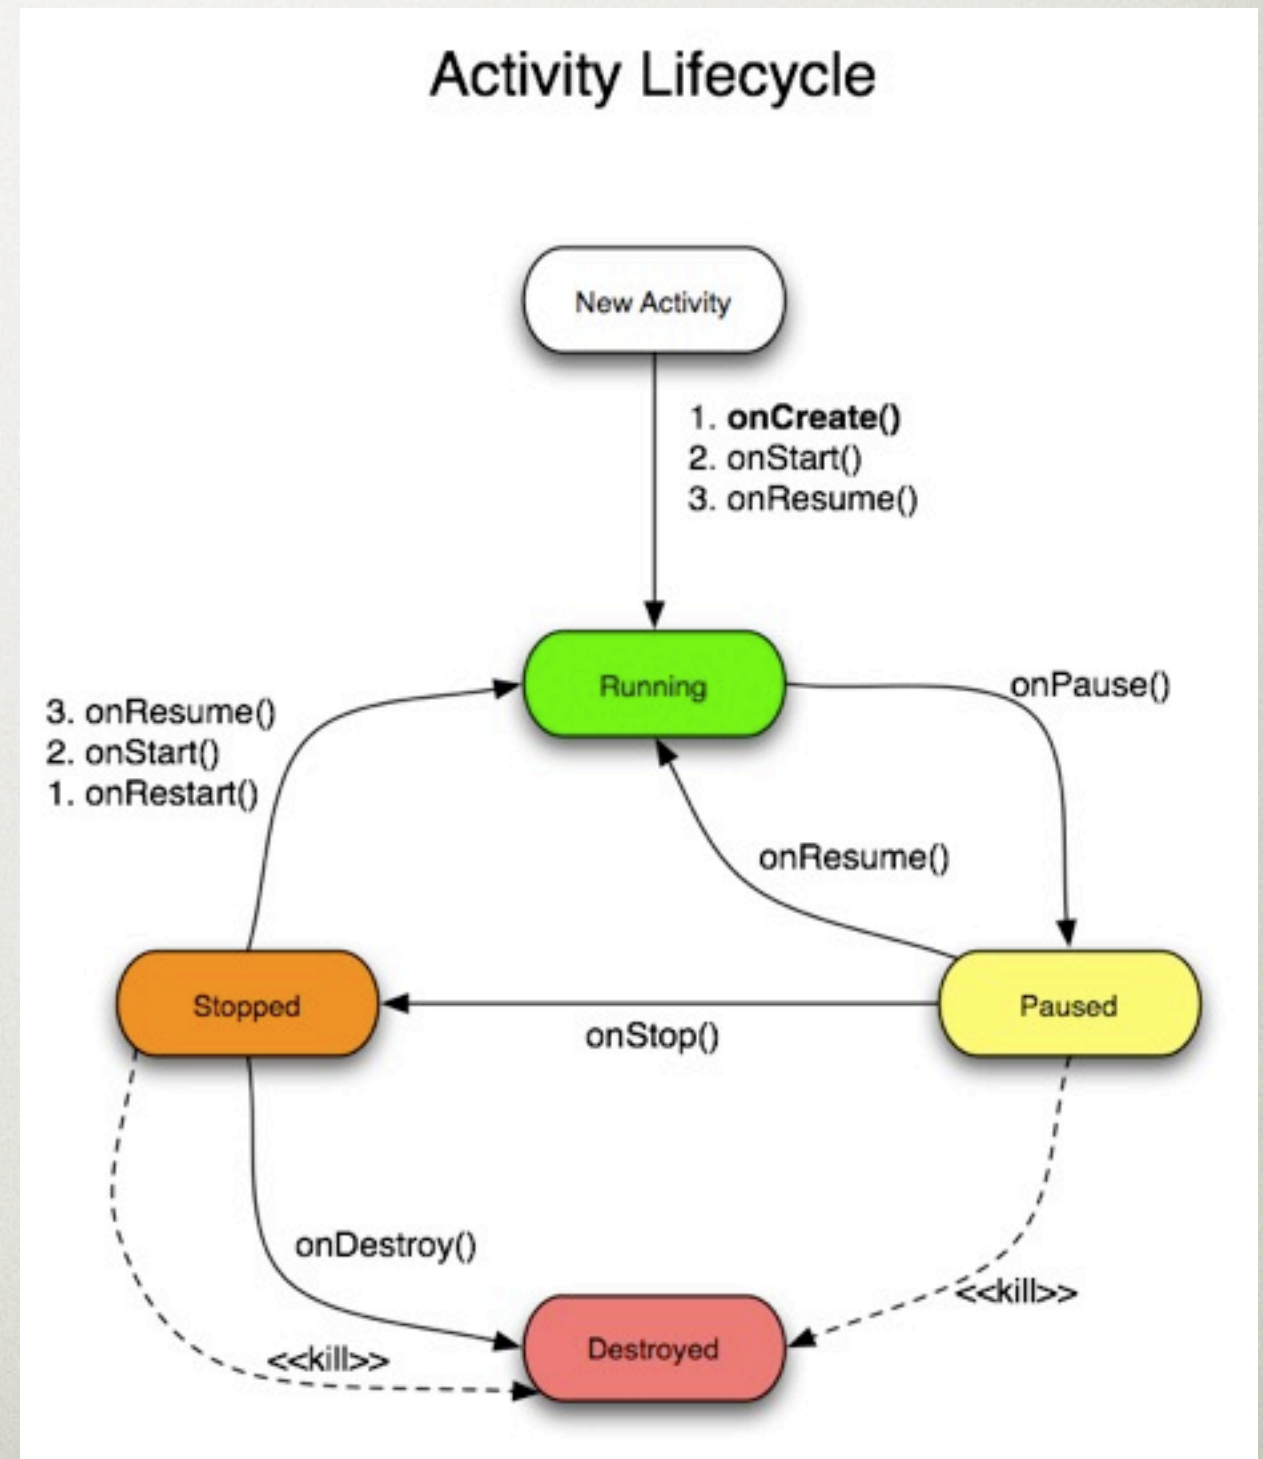 Activity Lifecycle
New Activity
1. onCreate()
2. onStart()
3. onResume()
Running
onPause()
3. onResume()
2. onStart()
1. onRestart()
onResume()
Stopped
Paused
onStop()
onDestroy()
<<kill>>
Destroyed
<<kill>>